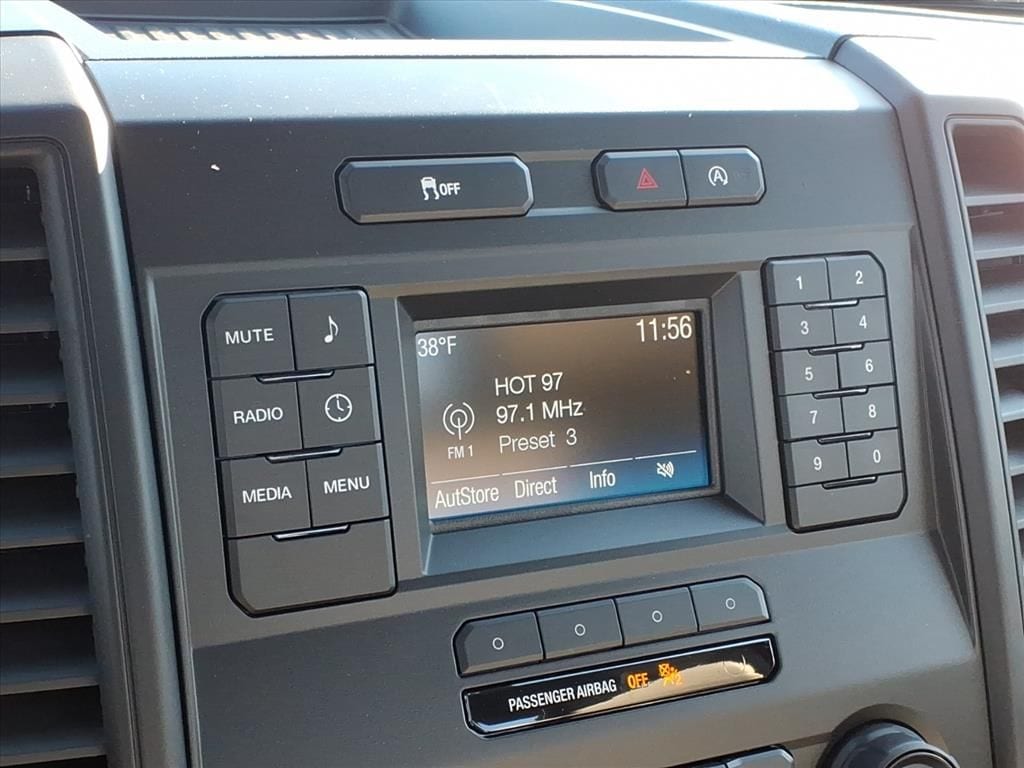 OFF
A
MUTE
RADIO
MEDIA MENU
38°F 11:56
HOT 97
97.1 MHz
FM 1 Preset 3
AutStore Direct Info
1 2
3 4
5 6
7 8
9 0
PASSENGER AIRBAG OFF 2